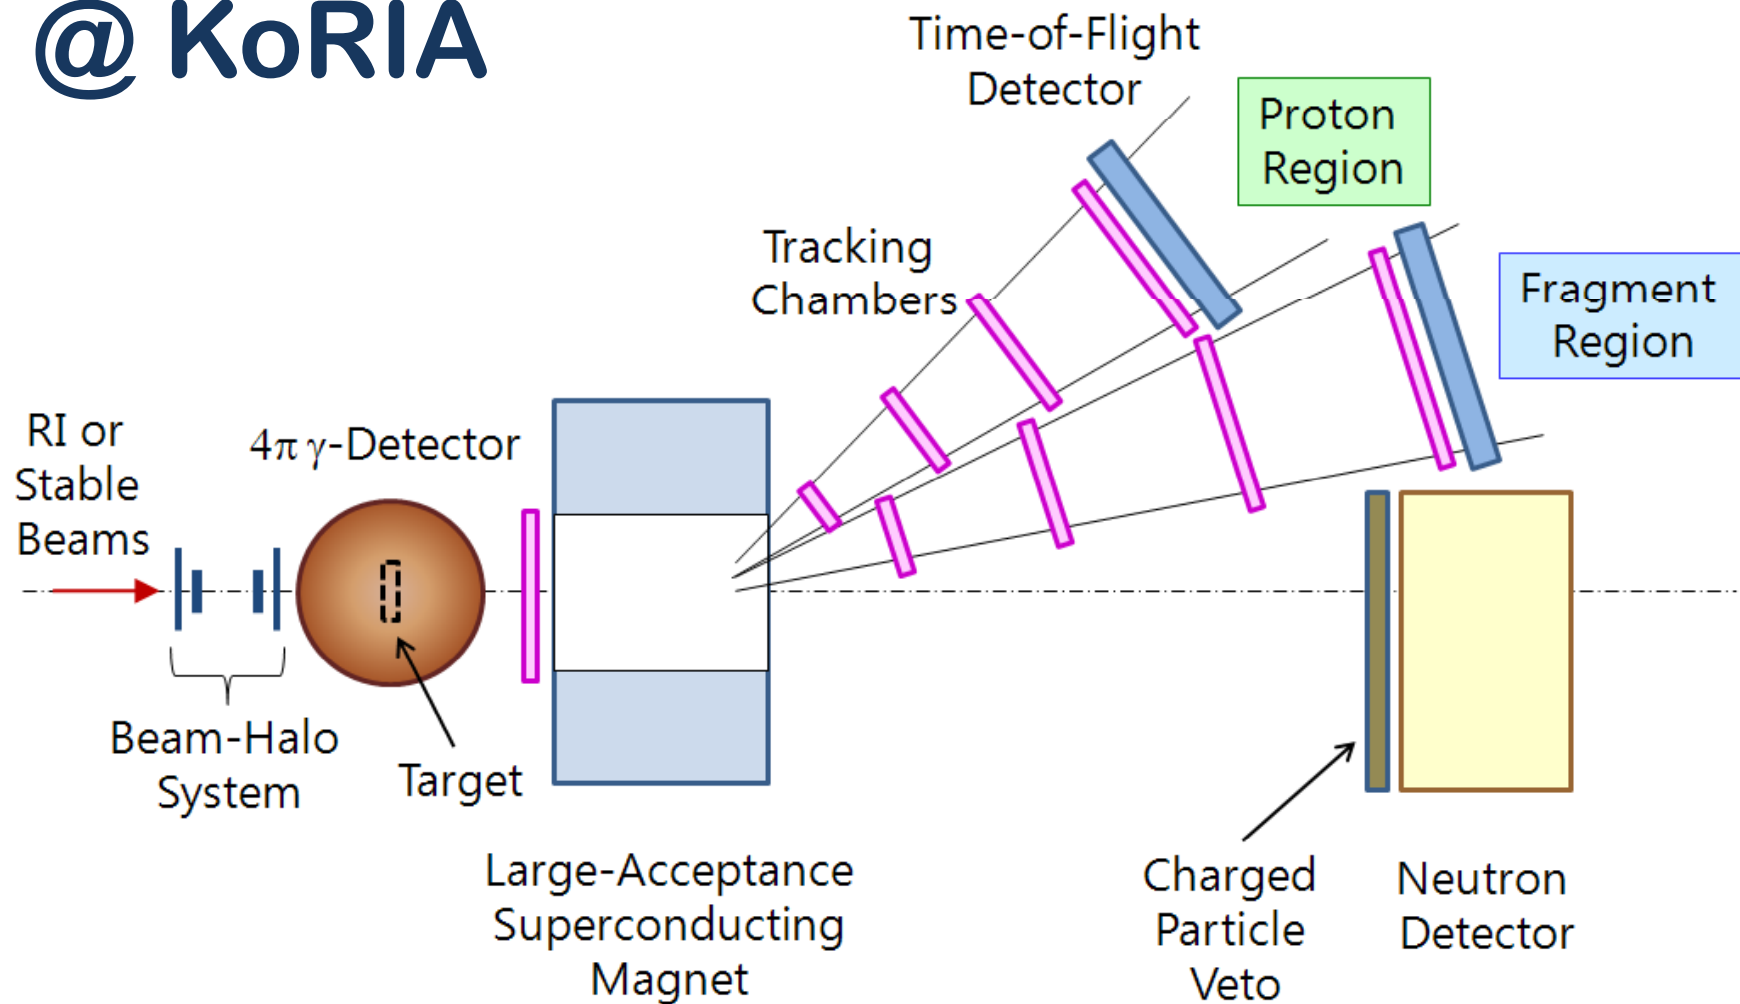 @ KoRIA
Time-of-Flight
Detector
Proton
Region
Tracking
Chambers
Fragment
Region
RI or
Stable
Beams
4π γ-Detector
Beam-Halo
System
Target
Large-Acceptance
Superconducting
Magnet
Charged
Particle
Veto
Neutron
Detector